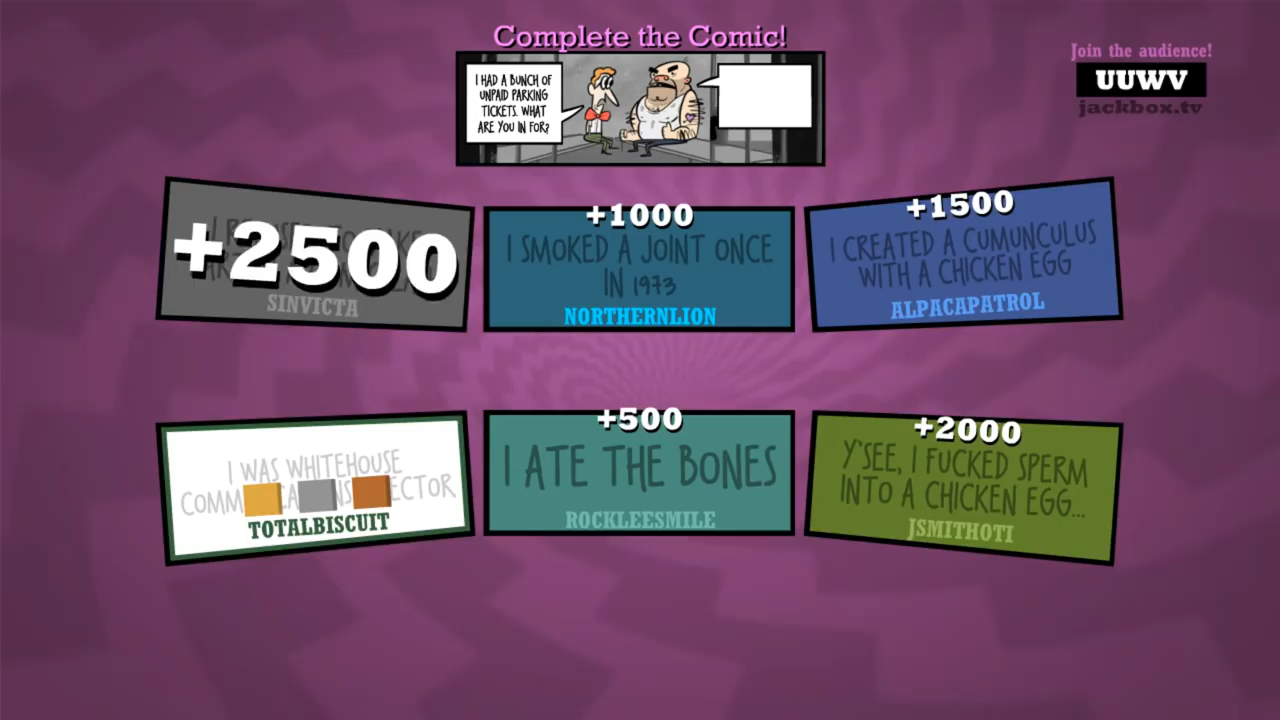 Complete the Comic!
Join the audience!
UUWV
jackbox.tv
I HAD A BUNCH OF
UNPAID PARKING
TICKETS. WHAT
ARE YOU IN FOR?
+2500
SINVICTA
+1000
I SMOKED A JOINT ONCE
IN 1973
NORTHERNLION
+1500
I CREATED A CUMUNCULUS
WITH A CHICKEN EGG
ALPACAPATROL
I WAS WHITEHOUSE
TOTALBISCUIT
+500
I ATE THE BONES
ROCKLEESMILE
+2000
Y'SEE, I FUCKED SPERM
INTO A CHICKEN EGG...
JSMITHOTI